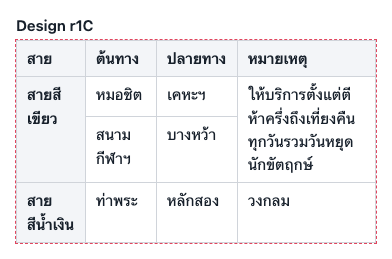 Design r1C
สาย ต้นทาง ปลายทาง หมายเหตุ
สายสี
เขียว
หมอชิต เคหะฯ
สนาม
กีฬาฯ
บางหว้า
ให้บริการตั้งแต่ตี
ห้าครึ่งถึงเที่ยงคืน
ทุกวันรวมวันหยุด
นักขัตฤกษ์
สาย
สีน้ำเงิน
ท่าพระ หลักสอง วงกลม